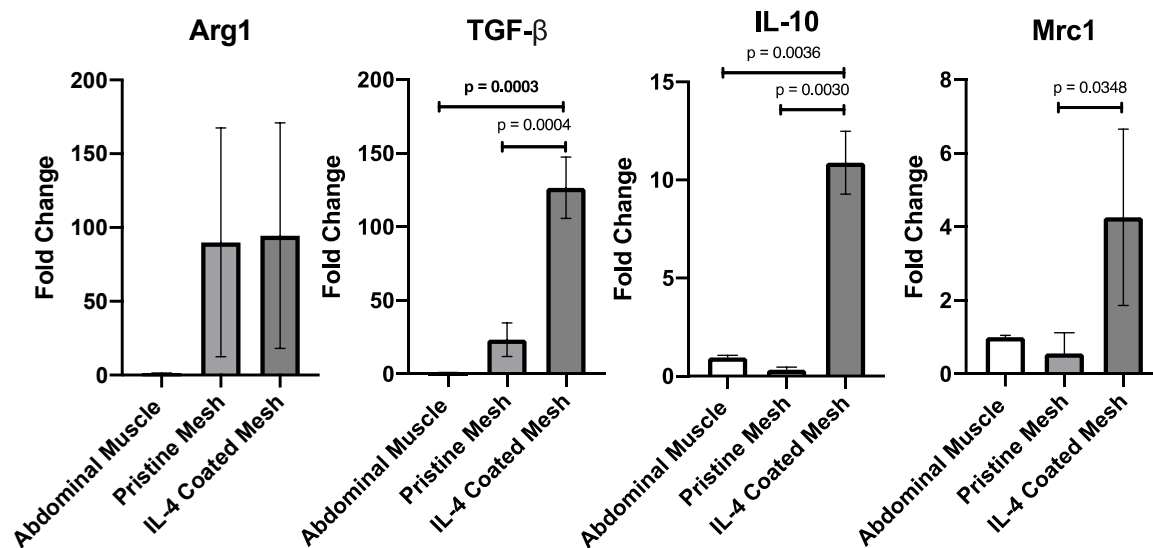 Arg1
Fold Change
200
150
100
50
0
Abdominal Muscle
Pristine Mesh
IL-4 Coated Mesh
TGF-β
Fold Change
200
150
100
50
0
p = 0.0003
p = 0.0004
Abdominal Muscle
Pristine Mesh
IL-4 Coated Mesh
IL-10
Fold Change
15
10
5
0
p = 0.0036
p = 0.0030
Abdominal Muscle
Pristine Mesh
IL-4 Coated Mesh
Mrc1
Fold Change
8
6
4
2
0
p = 0.0348
Abdominal Muscle
Pristine Mesh
IL-4 Coated Mesh